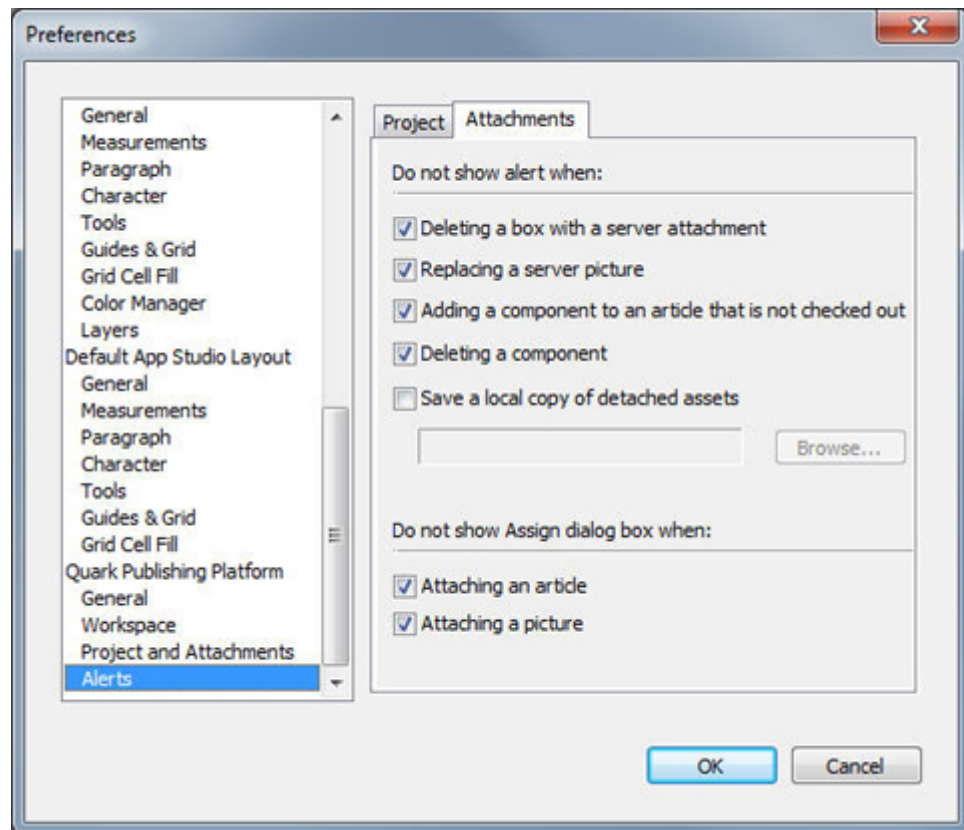 Preferences
General
Measurements
Paragraph
Character
Tools
Guides & Grid
Grid Cell Fill
Color Manager
Layers
Default App Studio Layout
General
Measurements
Paragraph
Character
Tools
Guides & Grid
Grid Cell Fill
Quark Publishing Platform
General
Workspace
Project and Attachments
Alerts
Project Attachments
Do not show alert when:
Deleting a box with a server attachment
Replacing a server picture
Adding a component to an article that is not checked out
Deleting a component
Save a local copy of detached assets
Browse...
Do not show Assign dialog box when:
Attaching an article
Attaching a picture
OK Cancel